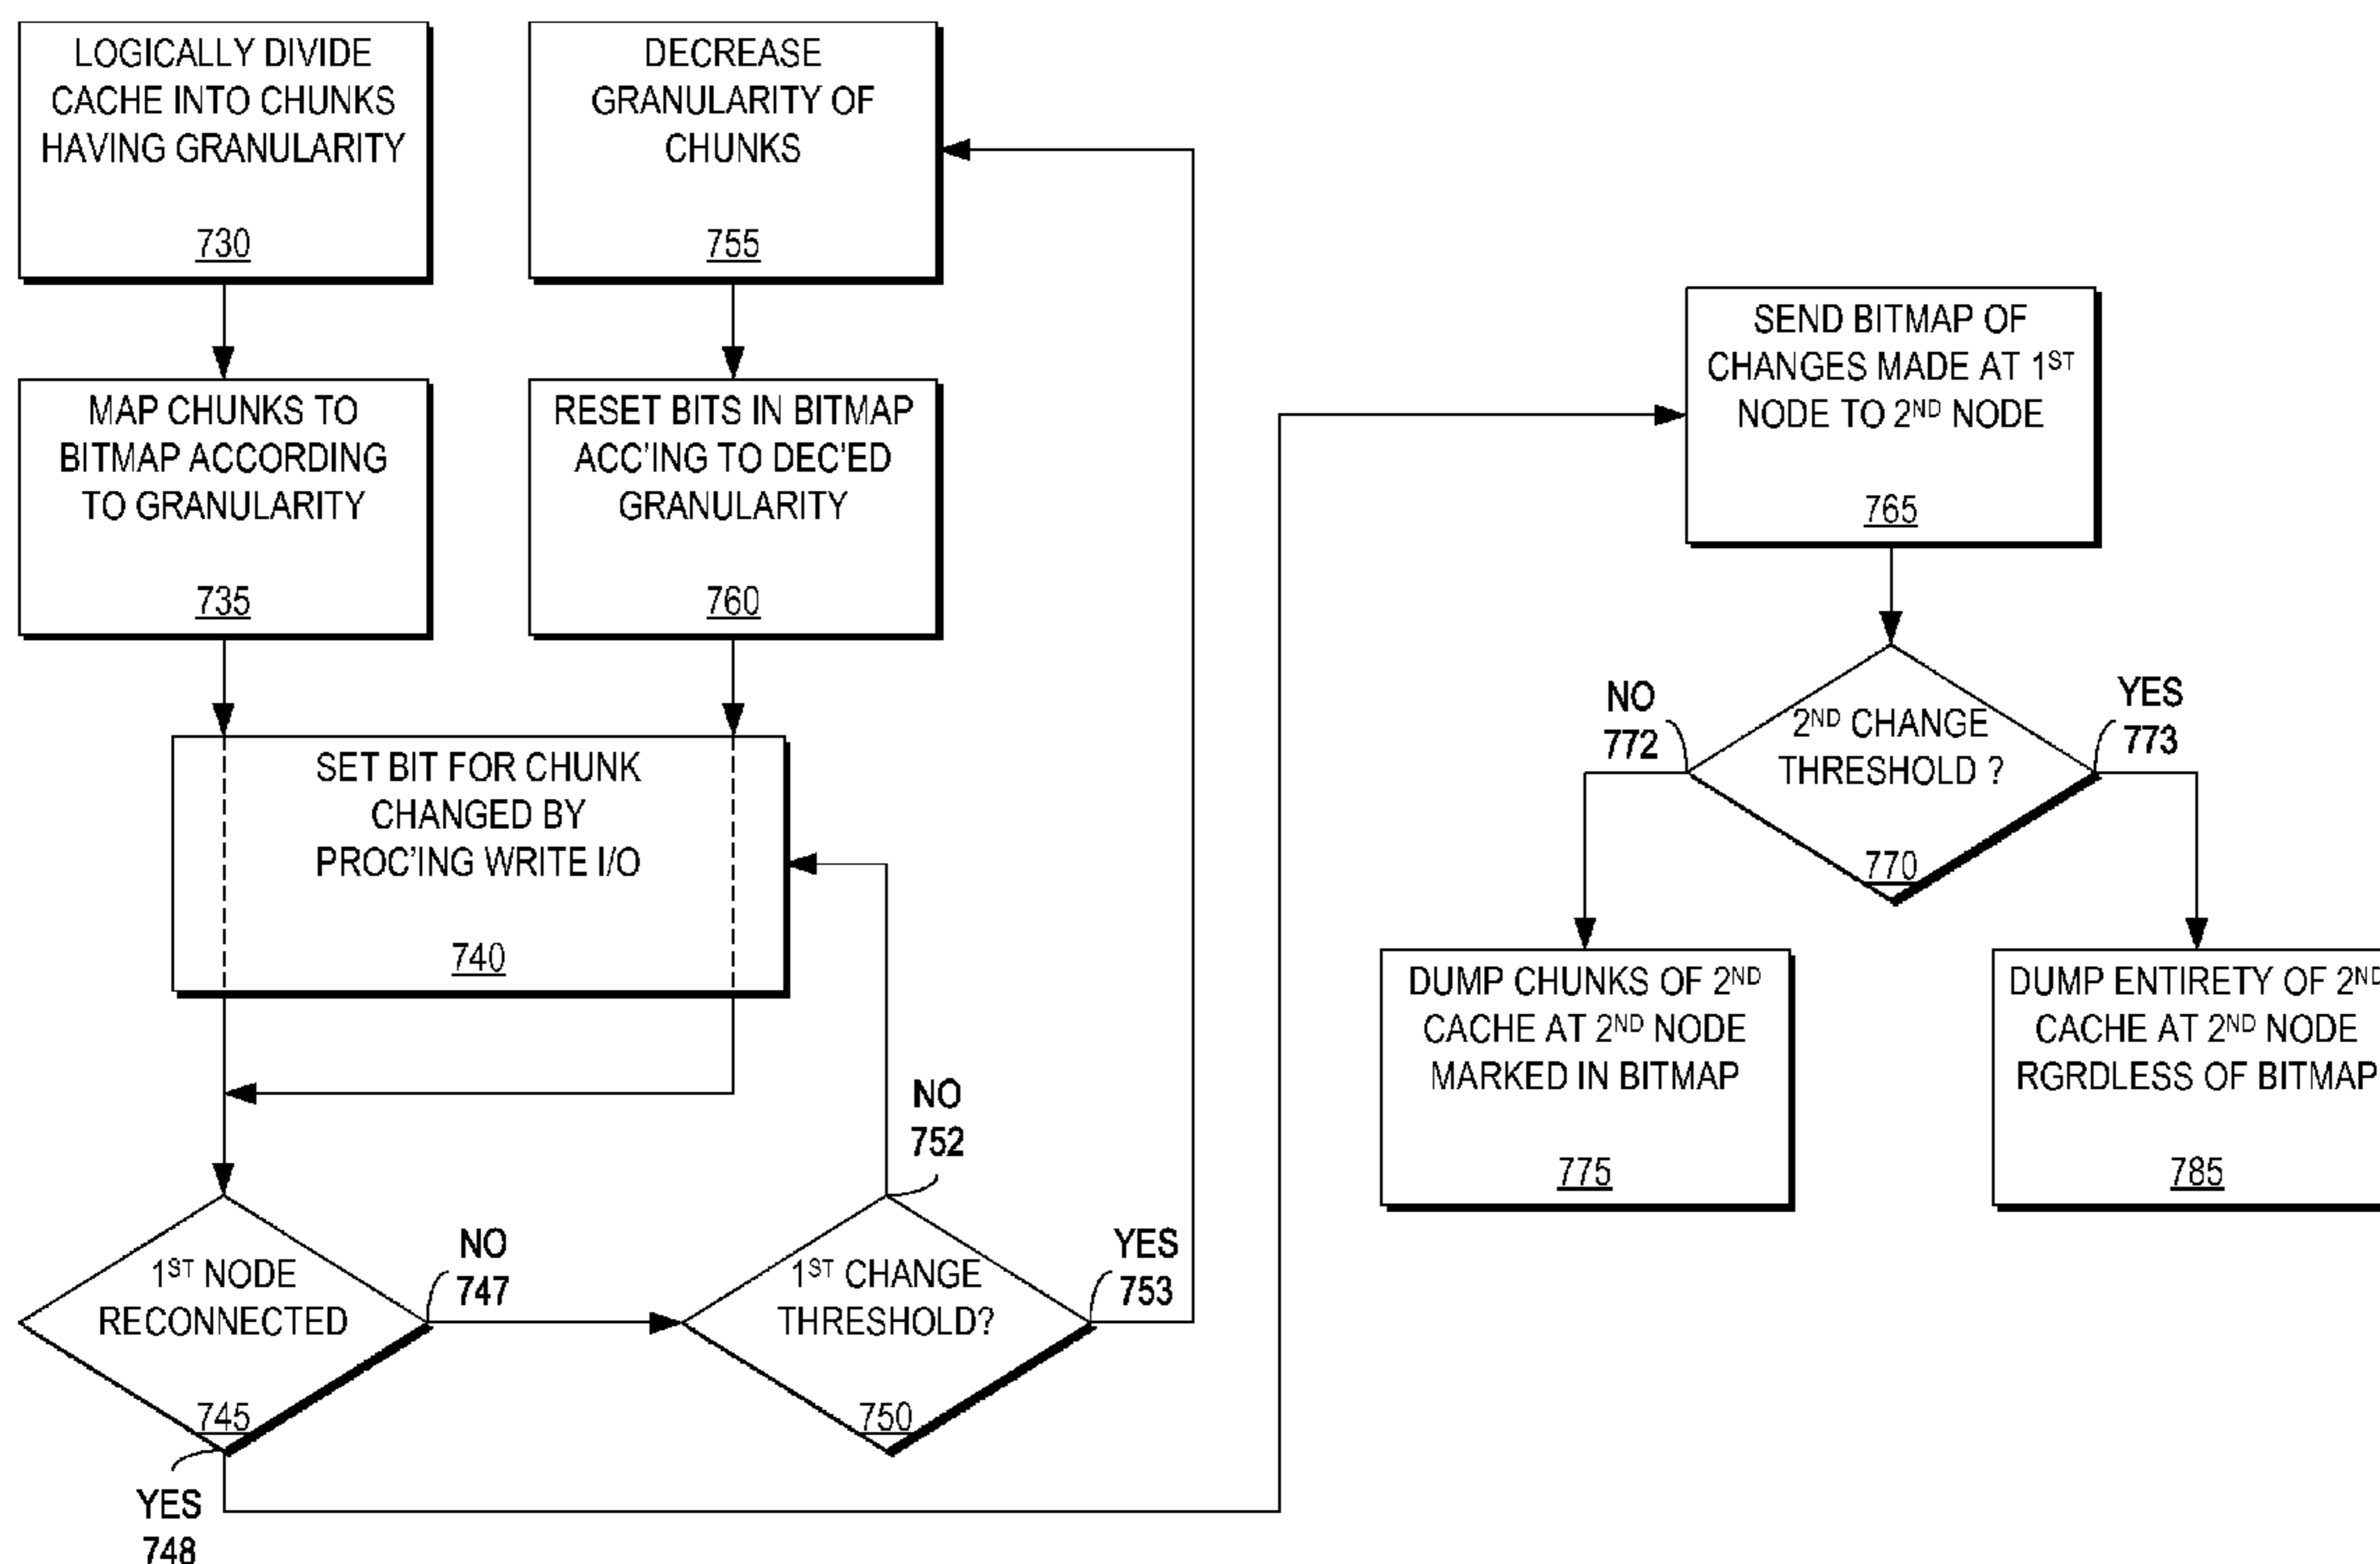 LOGICALLY DIVIDE
CACHE INTO CHUNKS
HAVING GRANULARITY
730
DECREASE
GRANULARITY OF
CHUNKS
755
MAP CHUNKS TO
BITMAP ACCORDING
TO GRANULARITY
735
RESET BITS IN BITMAP
ACC'ING TO DEC'ED
GRANULARITY
760
SET BIT FOR CHUNK
CHANGED BY
PROC'ING WRITE I/O
740
1ST NODE
RECONNECTED
745
NO
747
YES
748
1ST CHANGE
THRESHOLD?
750
NO
752
YES
753
SEND BITMAP OF
CHANGES MADE AT 1ST
NODE TO 2ND NODE
765
2ND CHANGE
THRESHOLD ?
770
NO
772
YES
773
DUMP CHUNKS OF 2ND
CACHE AT 2ND NODE
MARKED IN BITMAP
775
DUMP ENTIRETY OF 2ND
CACHE AT 2ND NODE
RGRDLESS OF BITMAP
785